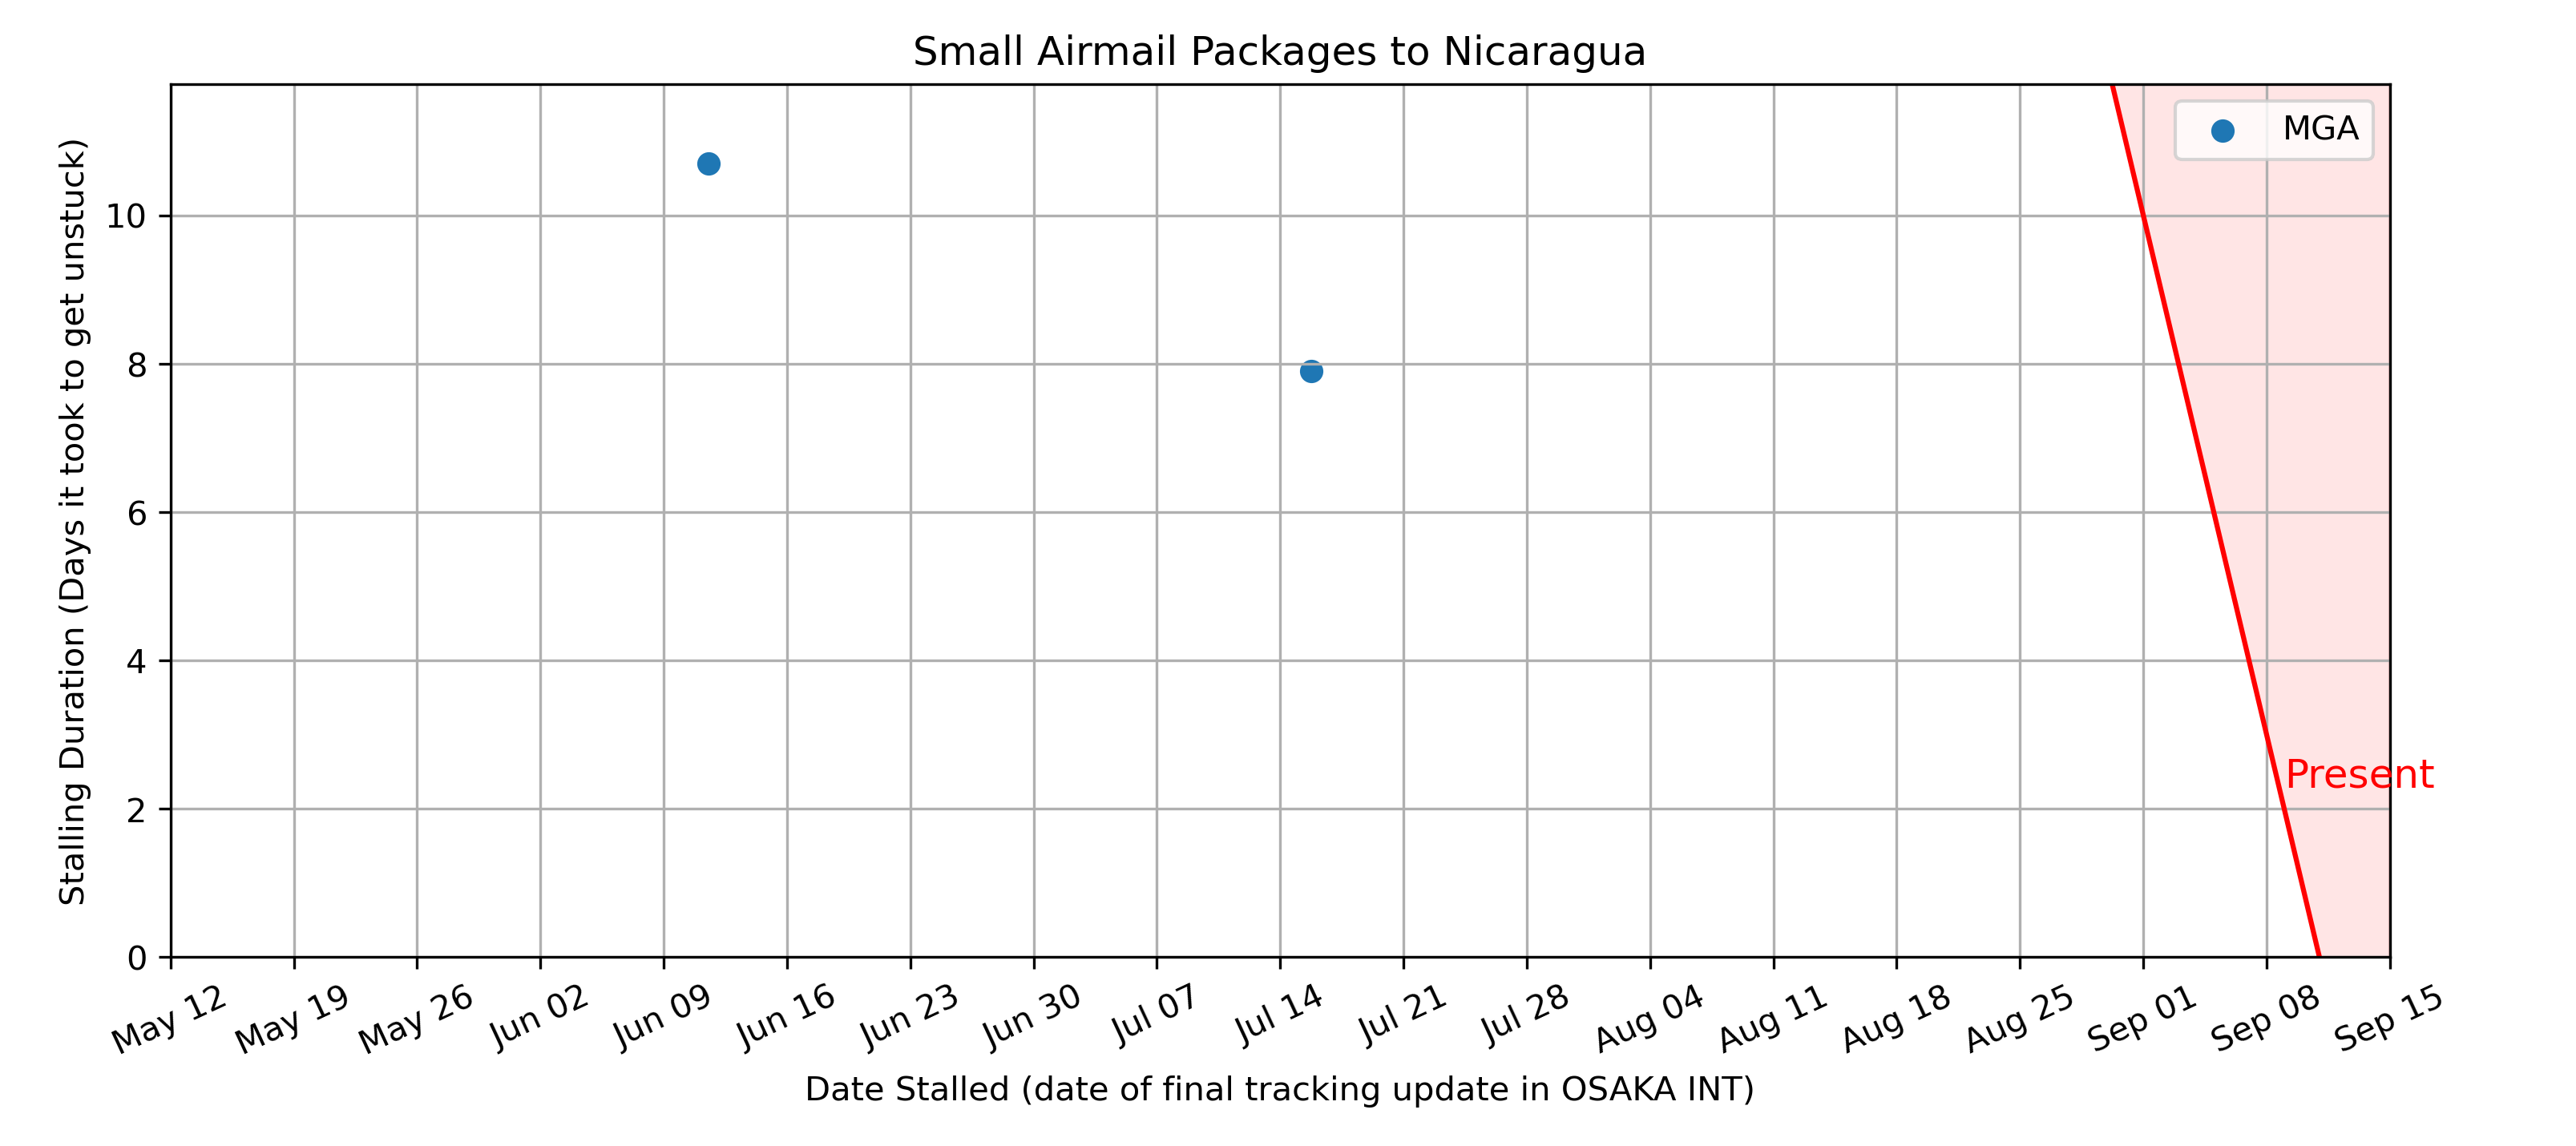 Small Airmail Packages to Nicaragua
MGA
Stalling Duration (Days it took to get unstuck)
10
8
6
4
2
0
Present
May 12 May 19 May 26 Jun 02 Jun 09 Jun 16 Jun 23 Jun 30 Jul 07 Jul 14 Jul 21 Jul 28 Aug 04 Aug 11 Aug 18 Aug 25 Sep 01 Sep 08 Sep 15
Date Stalled (date of final tracking update in OSAKA INT)